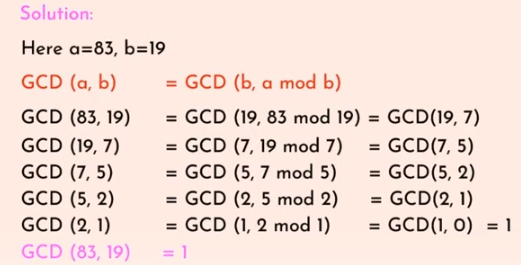 Solution:
Here a=83, b=19
GCD (a, b) = GCD (b, a mod b)
GCD (83, 19) = GCD (19, 83 mod 19) = GCD(19, 7)
GCD (19, 7) = GCD (7, 19 mod 7) = GCD(7, 5)
GCD (7, 5) = GCD (5, 7 mod 5) = GCD(5, 2)
GCD (5, 2) = GCD (2, 5 mod 2) = GCD(2, 1)
GCD (2, 1) = GCD (1, 2 mod 1) = GCD(1, 0) = 1
GCD (83, 19) = 1